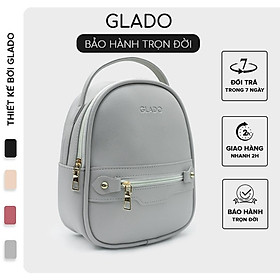 GLADO
BẢO HÀNH TRỌN ĐỜI
THIẾT KẾ BỞI GLADO
GLADO
7
ĐỔI TRẢ
TRONG 7 NGÀY
2h
GIAO HÀNG
NHANH 2H
BẢO HÀNH
TRỌN ĐỜI